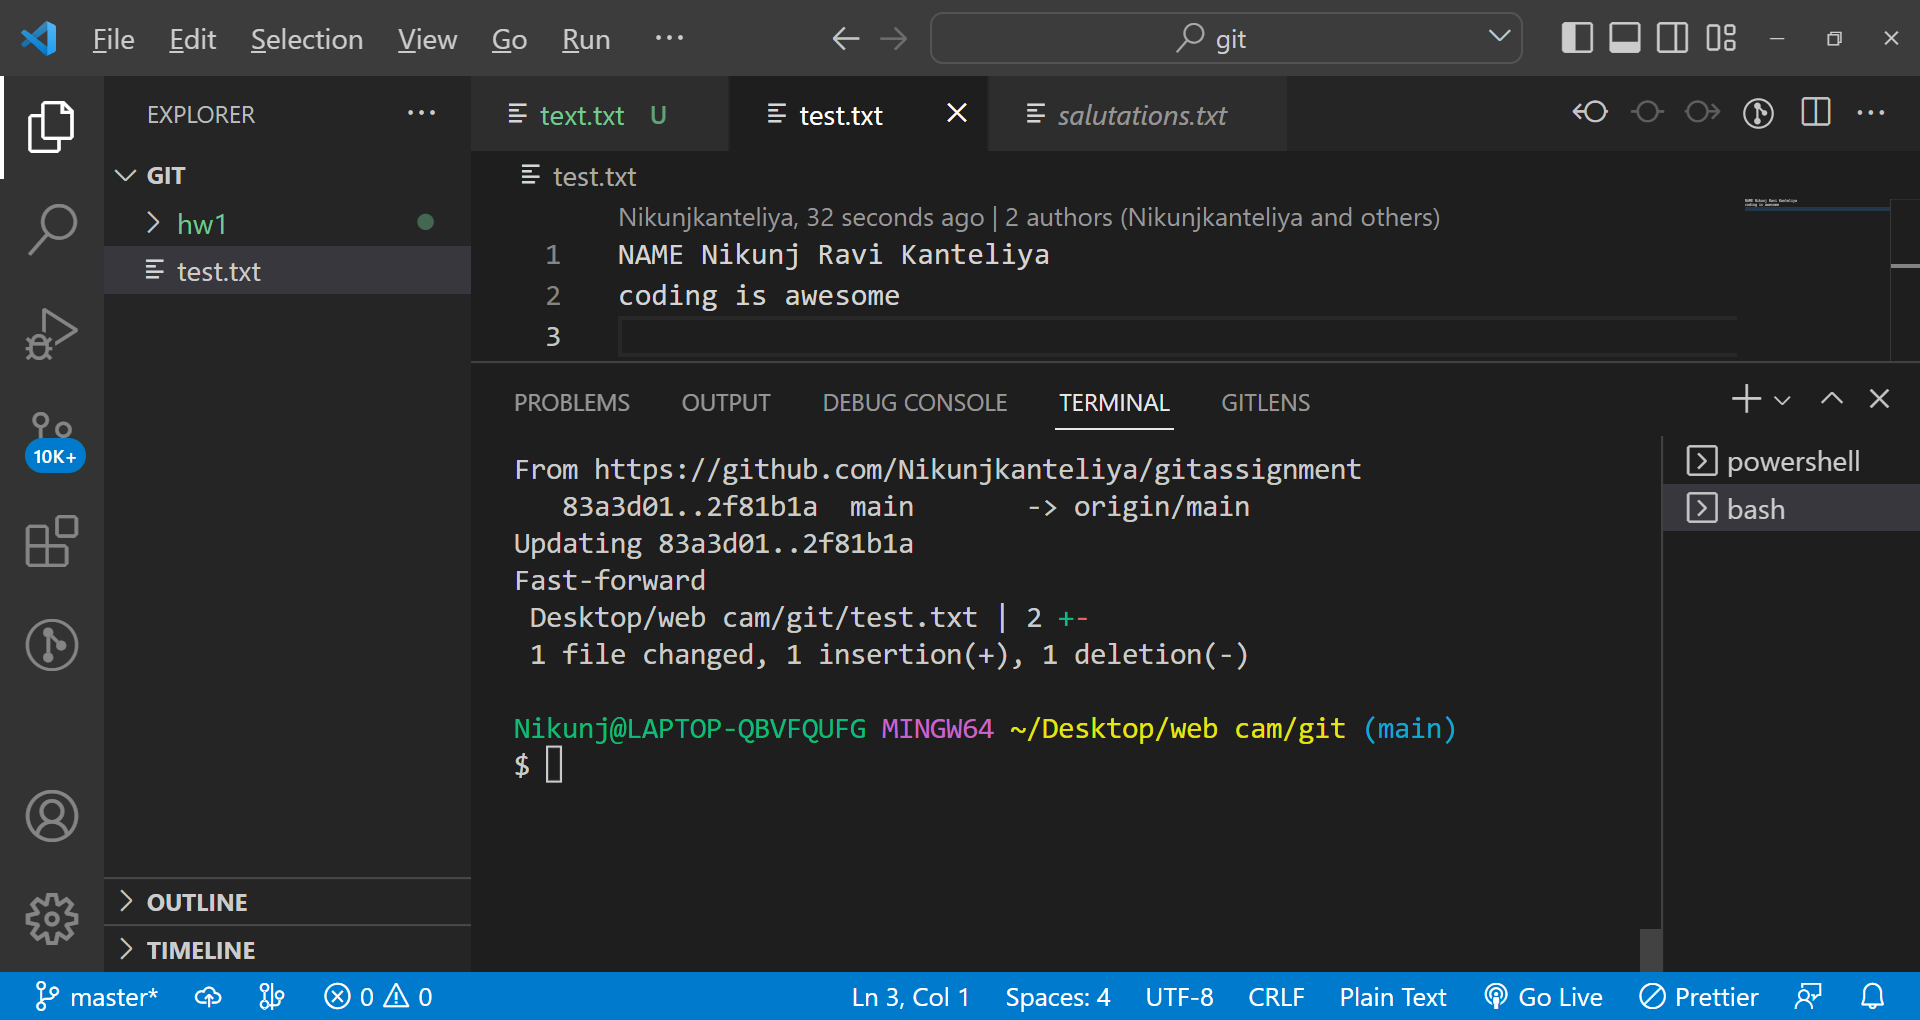 File Edit Selection View Go Run ···
git
EXPLORER ···
GIT
hw1
test.txt
OUTLINE
TIMELINE
10K+
text.txt U
test.txt
salutations.txt
test.txt
Nikunjkanteliya, 32 seconds ago | 2 authors (Nikunjkanteliya and others)
1 NAME Nikunj Ravi Kanteliya
2 coding is awesome
3
PROBLEMS OUTPUT DEBUG CONSOLE TERMINAL GITLENS
From https://github.com/Nikunjkanteliya/gitassignment
83a3d01..2f81b1a main -> origin/main
Updating 83a3d01..2f81b1a
Fast-forward
Desktop/web cam/git/test.txt | 2 +-
1 file changed, 1 insertion(+), 1 deletion(-)
Nikunj@LAPTOP-QBVFQUFG MINGW64 ~/Desktop/web cam/git (main)
$
powershell
bash
master* 0 0 Ln 3, Col 1 Spaces: 4 UTF-8 CRLF Plain Text Go Live Prettier